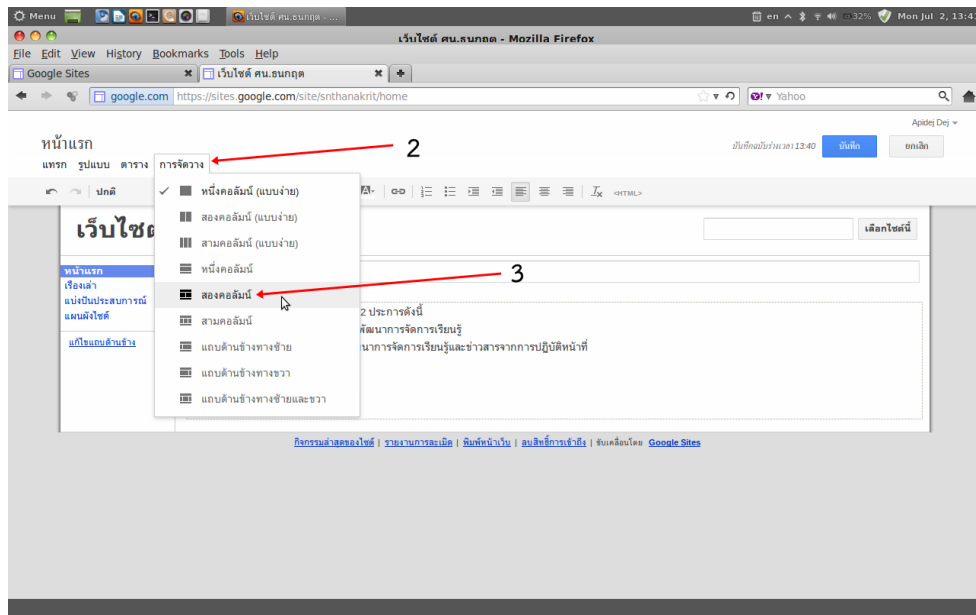 Menu
เว็บไซต์ ศน.ธนกฤต - ...
en
32%
Mon Jul 2, 13:41
เว็บไซต์ ศน.ธนกฤต - Mozilla Firefox
File Edit View History Bookmarks Tools Help
Google Sites
เว็บไซต์ ศน.ธนกฤต
google.com https://sites.google.com/site/snthanakrit/home
Yahoo
Apidej Dej
หน้าแรก
2
บันทึกฉบับร่างเวลา 13:40
บันทึก
ยกเลิก
แทรก รูปแบบ ตาราง การจัดวาง
ปกติ
<HTML>
หนึ่งคอลัมน์ (แบบง่าย)
สองคอลัมน์ (แบบง่าย)
สามคอลัมน์ (แบบง่าย)
หนึ่งคอลัมน์
สองคอลัมน์
3
สามคอลัมน์
แถบด้านข้างทางซ้าย
แถบด้านข้างทางขวา
แถบด้านข้างทางซ้ายและขวา
เว็บไซต
เลือกไซต์นี้
หน้าแรก
เรื่องเล่า
แบ่งปันประสบการณ์
แผนผังไซต์
แก้ไขแถบด้านข้าง
2 ประการดังนี้
พัฒนาการจัดการเรียนรู้
นาการจัดการเรียนรู้และข่าวสารจากการปฏิบัติหน้าที่
กิจกรรมล่าสุดของไซต์ | รายงานการละเมิด | พิมพ์หน้าเว็บ | ลบสิทธิ์การเข้าถึง | ขับเคลื่อนโดย Google Sites